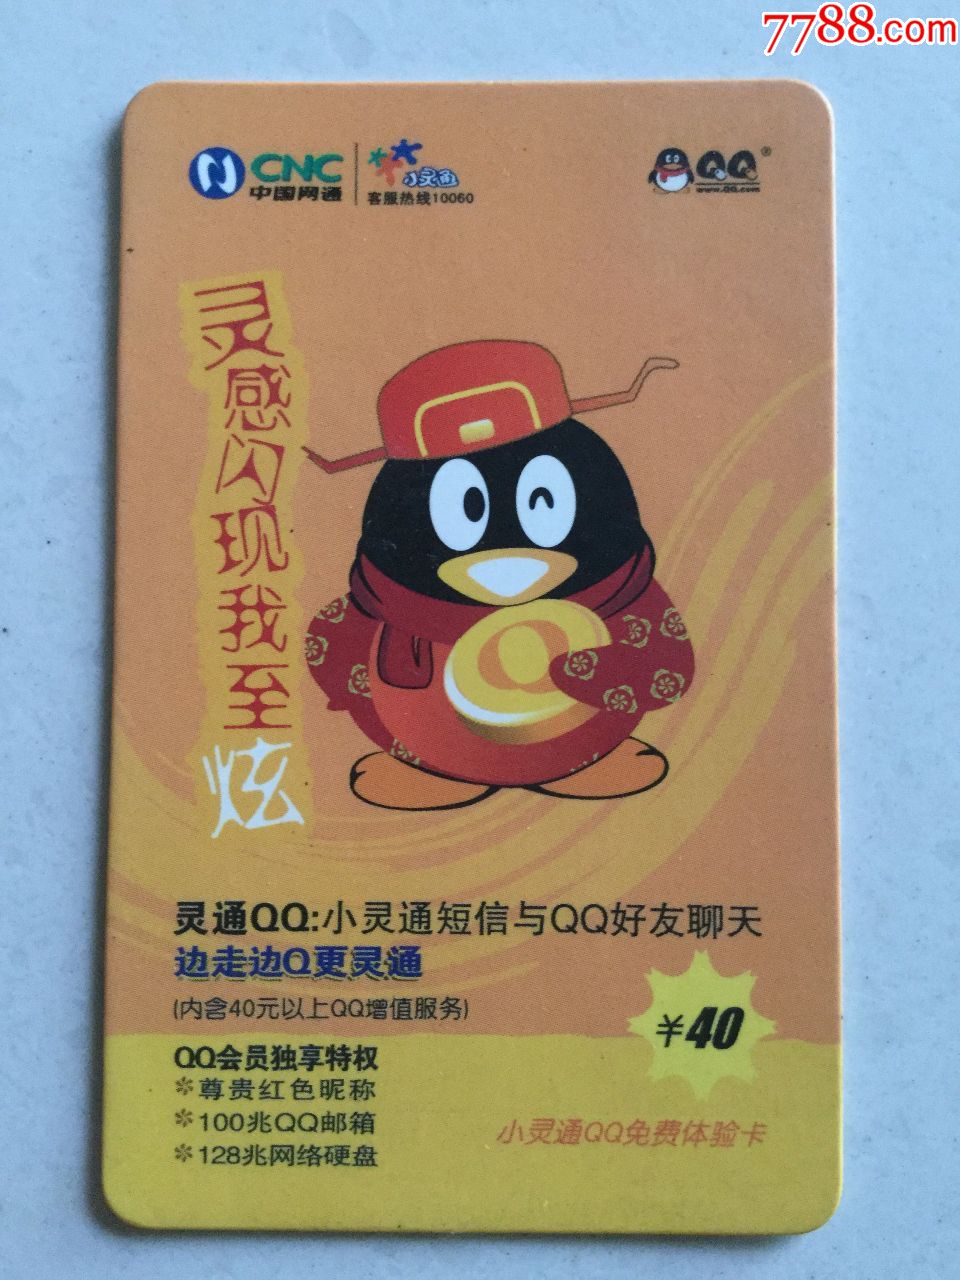 7788.com
CNC
中国网通
小灵通
客服热线10060
QQ®
www.QQ.com
灵感闪现我至炫
灵通QQ:小灵通短信与QQ好友聊天
边走边Q更灵通
(内含40元以上QQ增值服务)
¥40
QQ会员独享特权
*尊贵红色昵称
*100兆QQ邮箱
*128兆网络硬盘
小灵通QQ免费体验卡